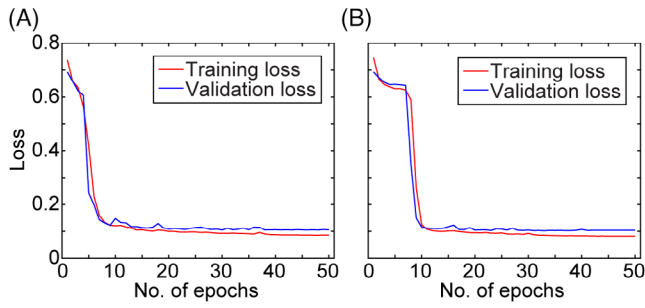 (A)
0.8
0.6
0.4
0.2
0
Loss
Training loss
Validation loss
0 10 20 30 40 50
No. of epochs
(B)
Training loss
Validation loss
0 10 20 30 40 50
No. of epochs